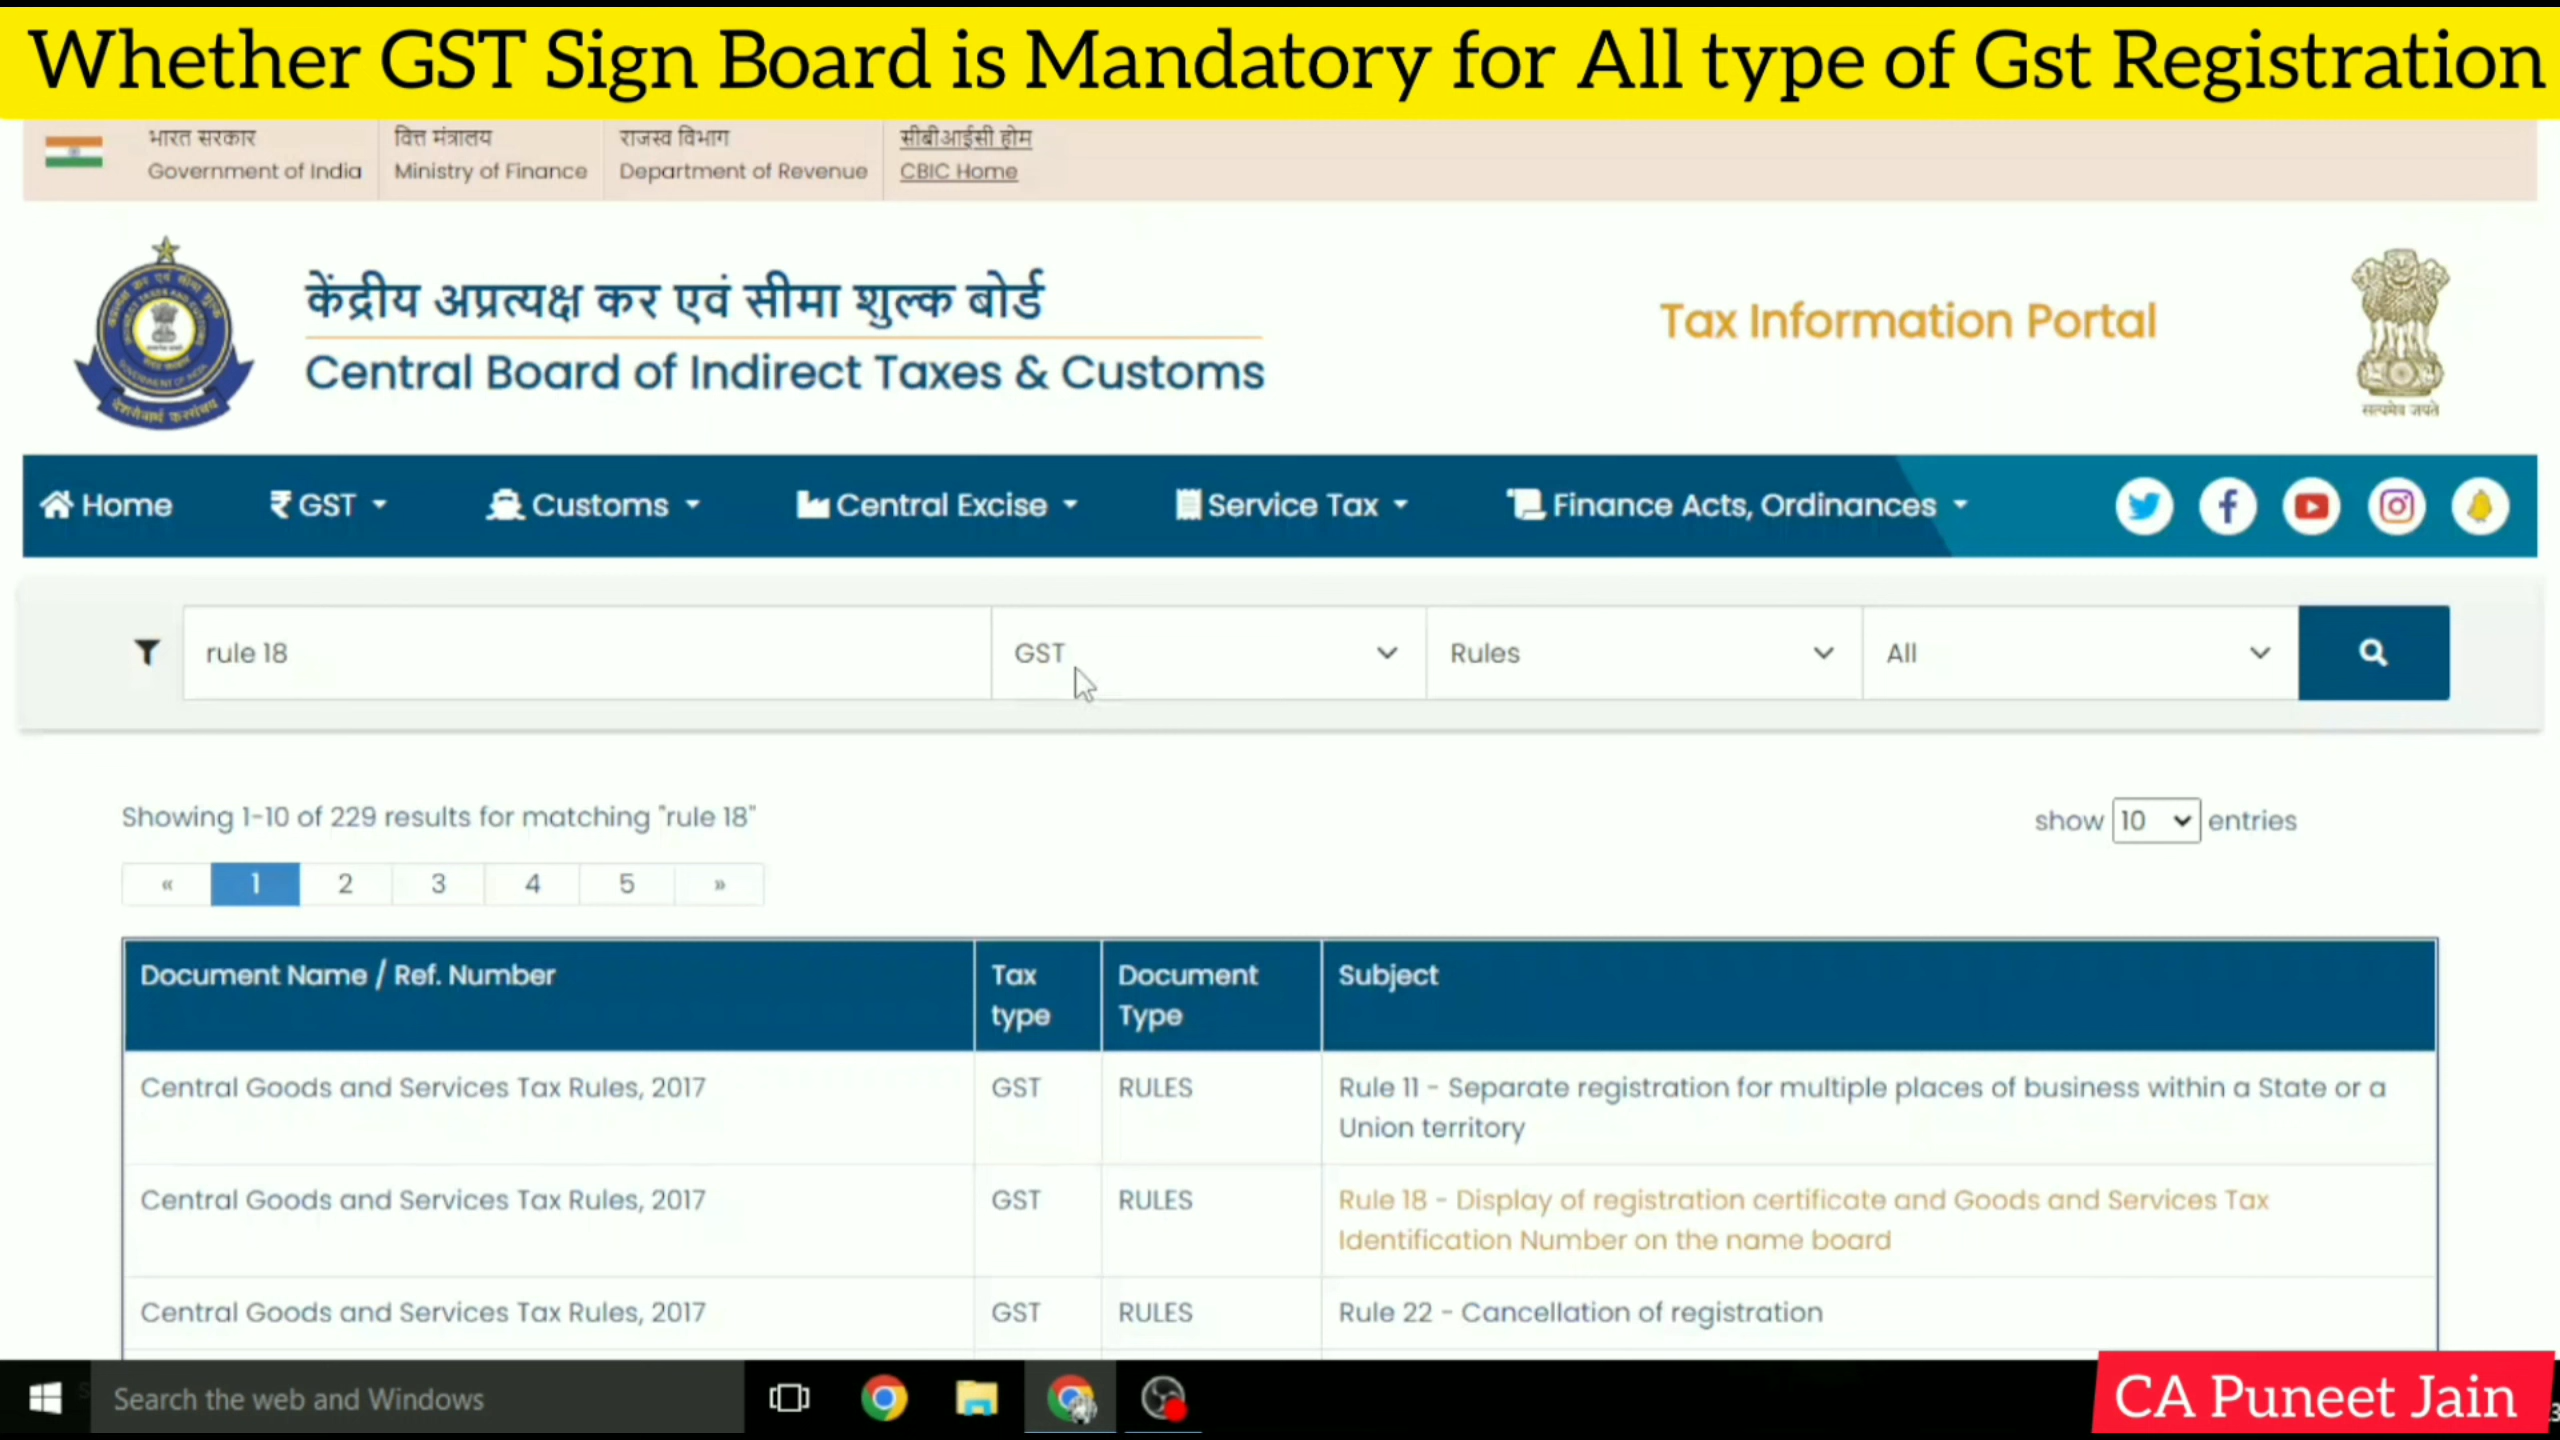 Whether GST Sign Board is Mandatory for All type of Gst Registration
भारत सरकार
Government of India
वित्त मंत्रालय
Ministry of Finance
राजस्व विभाग
Department of Revenue
सीबीआईसी होम
CBIC Home
केंद्रीय अप्रत्यक्ष कर एवं सीमा शुल्क बोर्ड
Central Board of Indirect Taxes & Customs
Tax Information Portal
सत्यमेव जयते
Home
GST
Customs
Central Excise
Service Tax
Finance Acts, Ordinances
rule 18
GST
Rules
All
Showing 1-10 of 229 results for matching "rule 18"
show 10 entries
« 1 2 3 4 5 »
Document Name / Ref. Number
Tax
type
Document
Type
Subject
Central Goods and Services Tax Rules, 2017
GST
RULES
Rule 11 - Separate registration for multiple places of business within a State or a
Union territory
Central Goods and Services Tax Rules, 2017
GST
RULES
Rule 18 - Display of registration certificate and Goods and Services Tax
Identification Number on the name board
Central Goods and Services Tax Rules, 2017
GST
RULES
Rule 22 - Cancellation of registration
Search the web and Windows
CA Puneet Jain